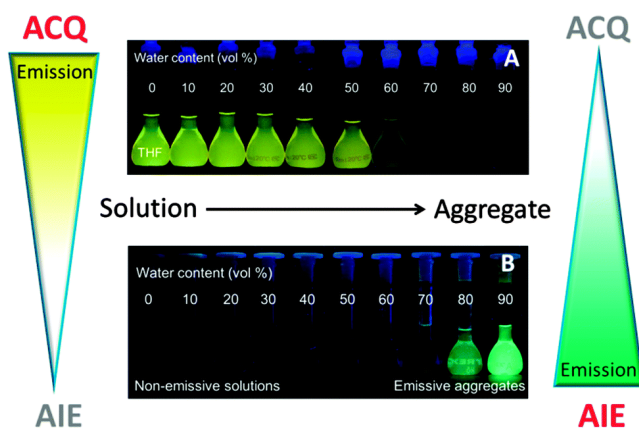 ACQ
Emission
AIE
Water content (vol %)
A
0 10 20 30 40 50 60 70 80 90
THF
Solution
Aggregate
Water content (vol %)
B
0 10 20 30 40 50 60 70 80 90
Non-emissive solutions
Emissive aggregates
ACQ
Emission
AIE